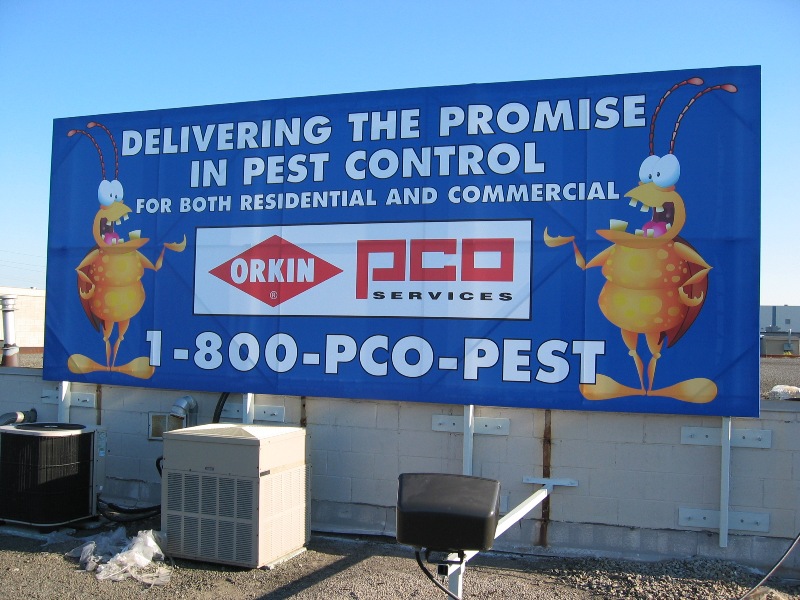 DELIVERING THE PROMISE
IN PEST CONTROL
FOR BOTH RESIDENTIAL AND COMMERCIAL
ORKIN®
PCO
SERVICES
1-800-PCO-PEST